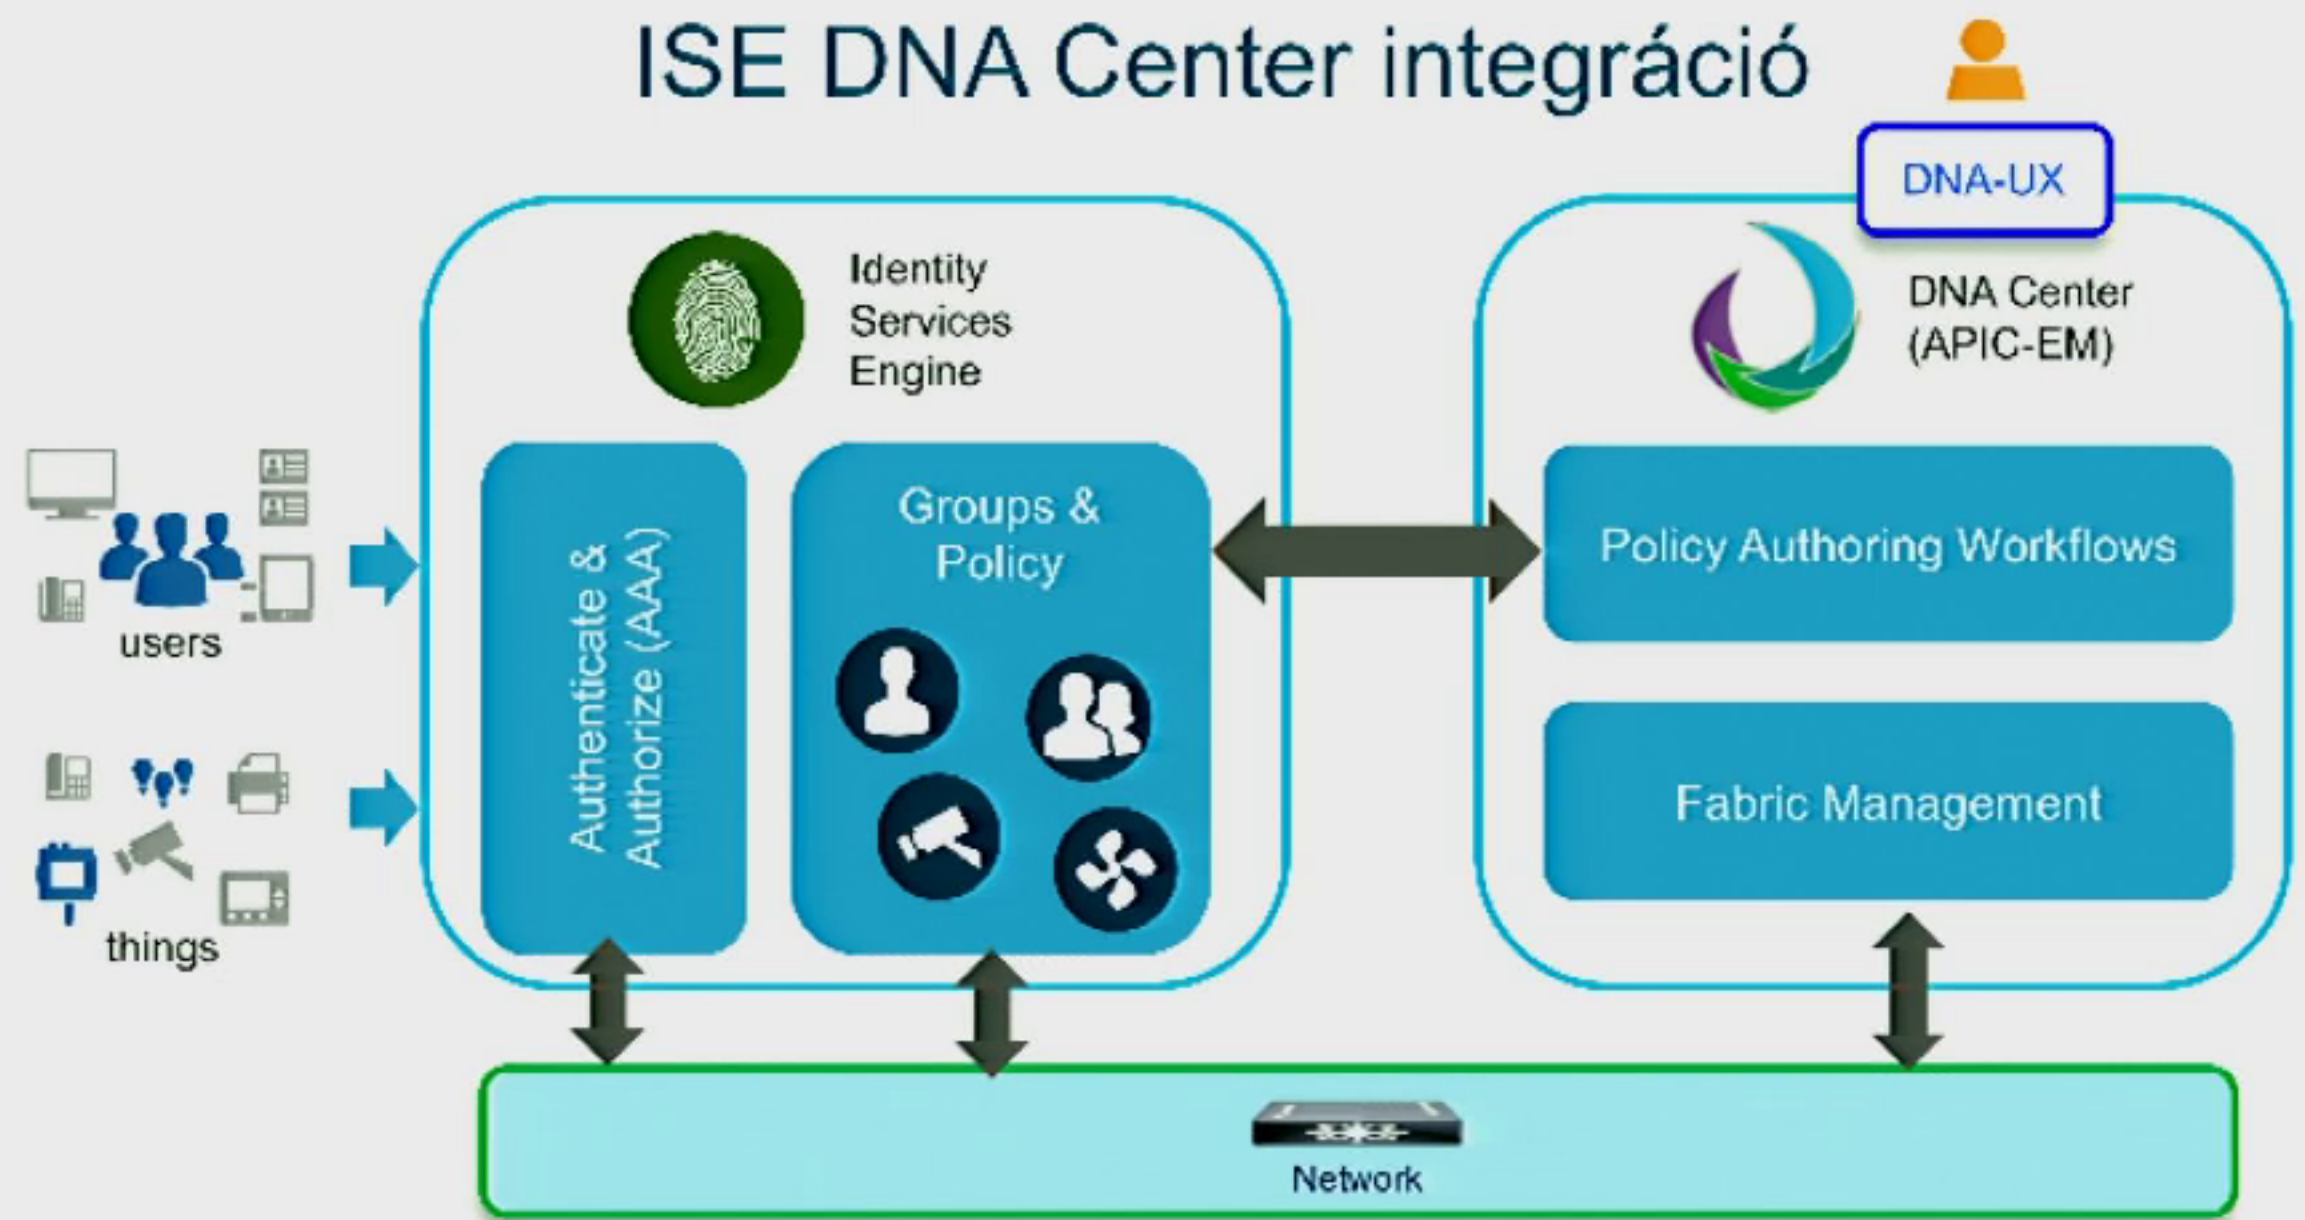 ISE DNA Center integráció
DNA-UX
Identity
Services
Engine
DNA Center
(APIC-EM)
users
things
Authenticate &
Authorize (AAA)
Groups &
Policy
Policy Authoring Workflows
Fabric Management
Network